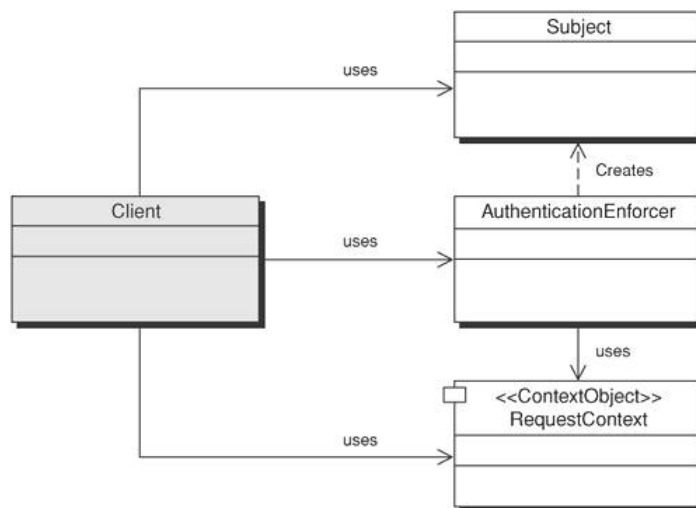 Subject
uses
Creates
Client
AuthenticationEnforcer
uses
uses
<<ContextObject>>
RequestContext
uses